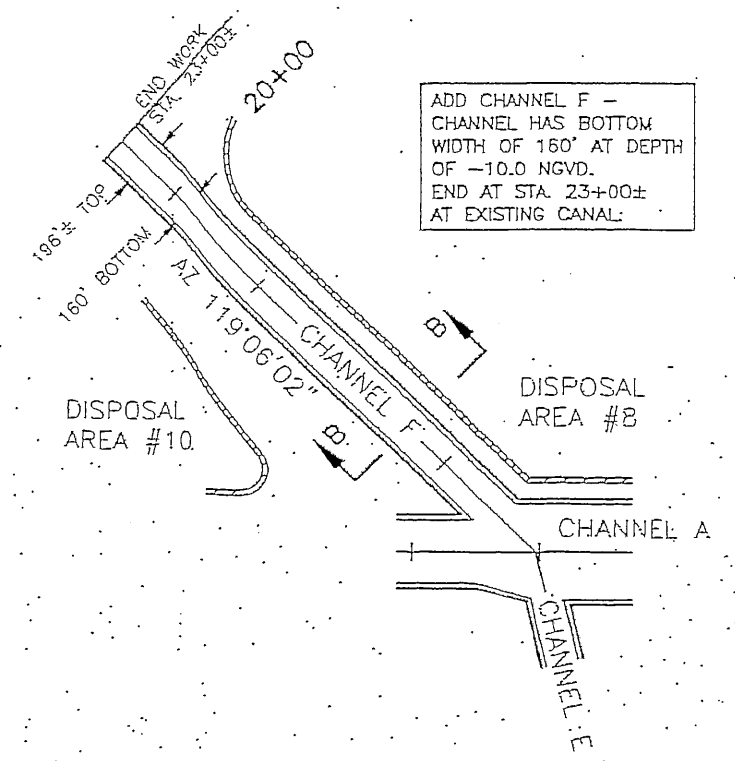 END WORK
STA. 23+00±
20+00
ADD CHANNEL F –
CHANNEL HAS BOTTOM
WIDTH OF 160' AT DEPTH
OF –10.0 NGVD.
END AT STA. 23+00±
AT EXISTING CANAL:
196'± TOP
160' BOTTOM
AZ 119°06'02"
CHANNEL F
B
B
DISPOSAL
AREA #8
DISPOSAL
AREA #10
CHANNEL A
CHANNEL E